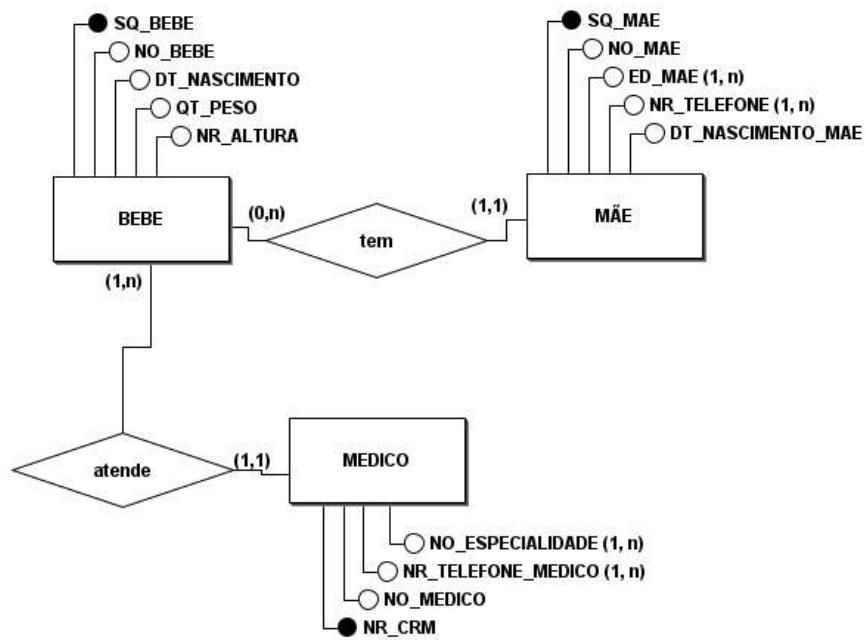 SQ_BEBE
NO_BEBE
DT_NASCIMENTO
QT_PESO
NR_ALTURA
BEBE
(0,n)
(1,n)
tem
(1,1)
SQ_MAE
NO_MAE
ED_MAE (1, n)
NR_TELEFONE (1, n)
DT_NASCIMENTO_MAE
MÃE
atende
(1,1)
MEDICO
NO_ESPECIALIDADE (1, n)
NR_TELEFONE_MEDICO (1, n)
NO_MEDICO
NR_CRM